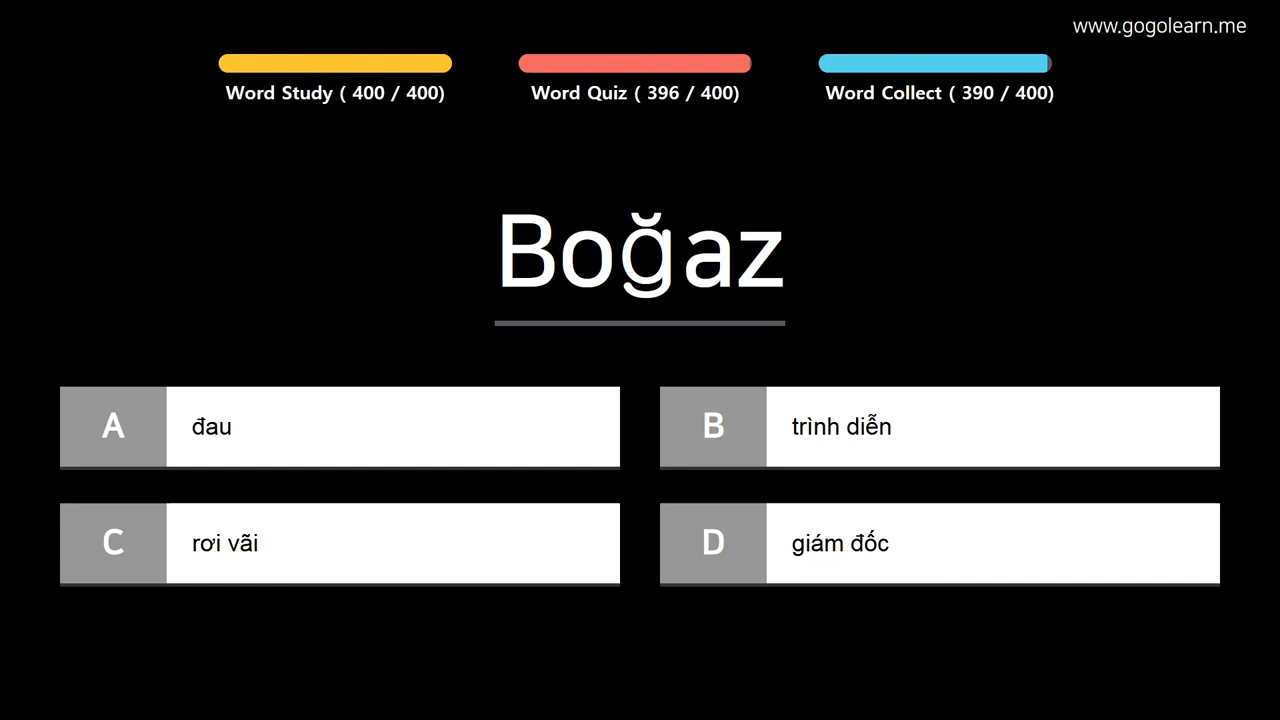 www.gogolearn.me
Word Study ( 400 / 400)
Word Quiz ( 396 / 400)
Word Collect ( 390 / 400)
Boğaz
A đau
B trình diễn
C rơi vãi
D giám đốc